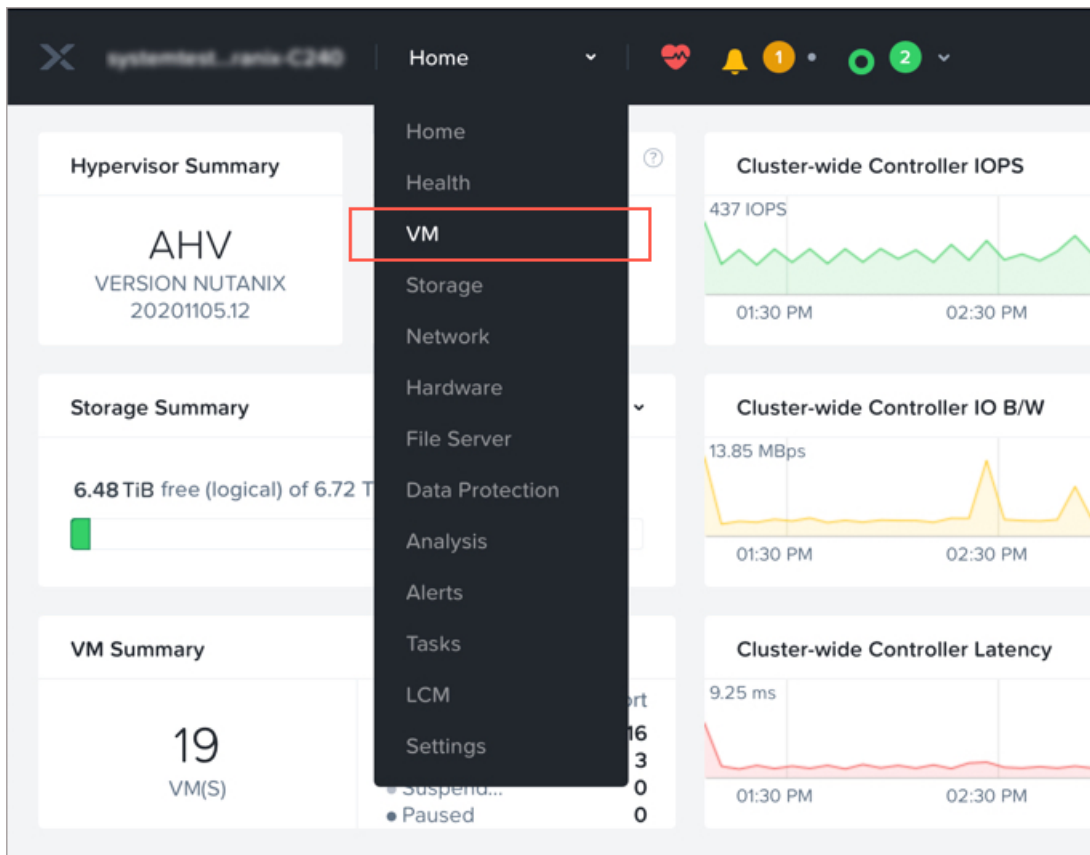 Home
1
2
Home
Health
VM
Storage
Network
Hardware
File Server
Data Protection
Analysis
Alerts
Tasks
LCM
Settings
Hypervisor Summary
?
AHV
VERSION NUTANIX
20201105.12
Cluster-wide Controller IOPS
437 IOPS
01:30 PM 02:30 PM
Storage Summary
6.48 TiB free (logical) of 6.72 T
Cluster-wide Controller IO B/W
13.85 MBps
01:30 PM 02:30 PM
VM Summary
19
VM(S)
16
3
Suspend... 0
Paused 0
Cluster-wide Controller Latency
9.25 ms
01:30 PM 02:30 PM